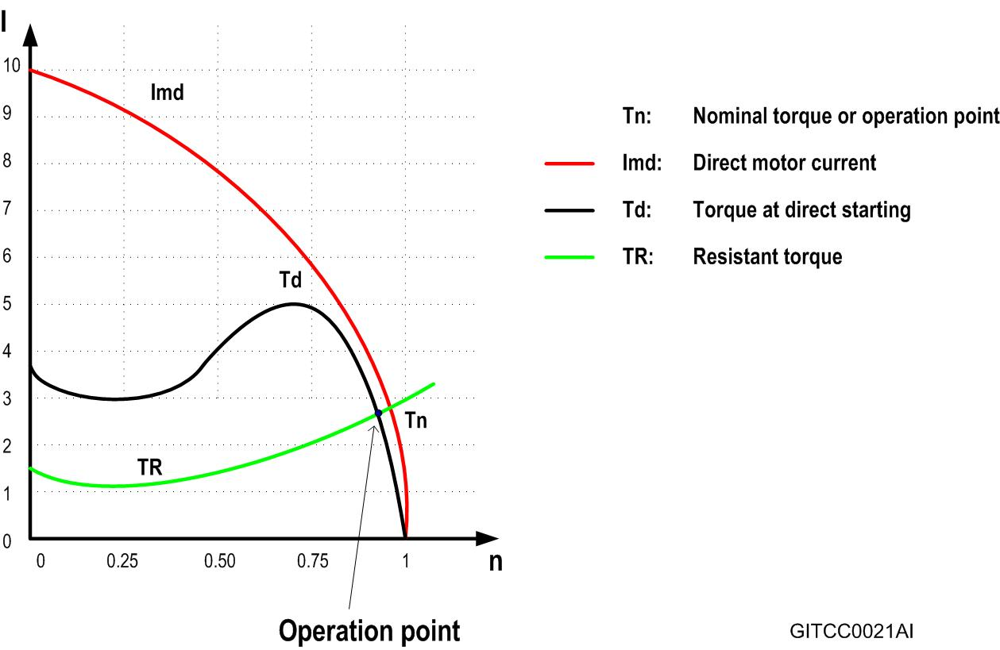 I
10
9
8
7
6
5
4
3
2
1
0
Imd
Td
TR
Tn
0 0.25 0.50 0.75 1 n
Operation point
Tn: Nominal torque or operation point
Imd: Direct motor current
Td: Torque at direct starting
TR: Resistant torque
GITCC0021AI